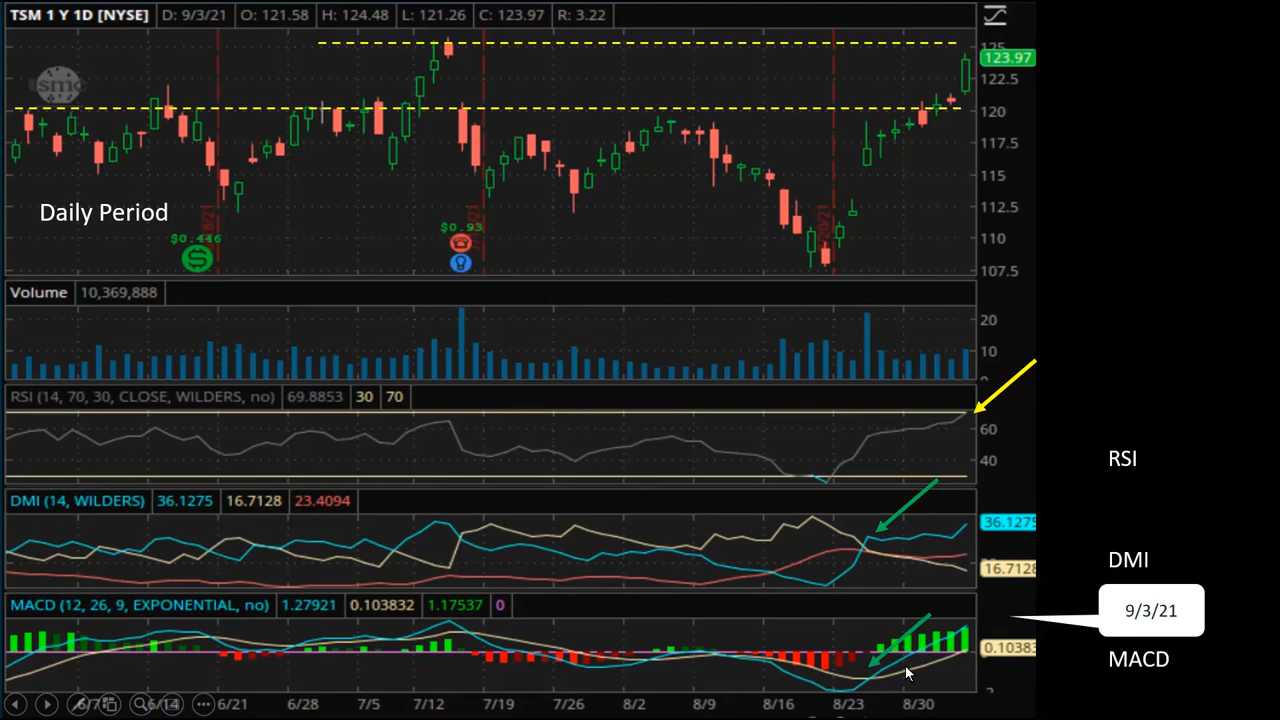 TSM 1 Y 1D [NYSE] D: 9/3/21 O: 121.58 H: 124.48 L: 121.26 C: 123.97 R: 3.22
125
123.97
122.5
120
117.5
115
112.5
110
107.5
smc
Daily Period
$0.446
$0.93
Volume 10,369,888
20
10
RSI (14, 70, 30, CLOSE, WILDERS, no) 69.8853 30 70
60
40
RSI
DMI (14, WILDERS) 36.1275 16.7128 23.4094
36.1275
16.7128
DMI
MACD (12, 26, 9, EXPONENTIAL, no) 1.27921 0.103832 1.17537 0
9/3/21
0.10383
MACD
6/7 6/14 6/21 6/28 7/5 7/12 7/19 7/26 8/2 8/9 8/16 8/23 8/30